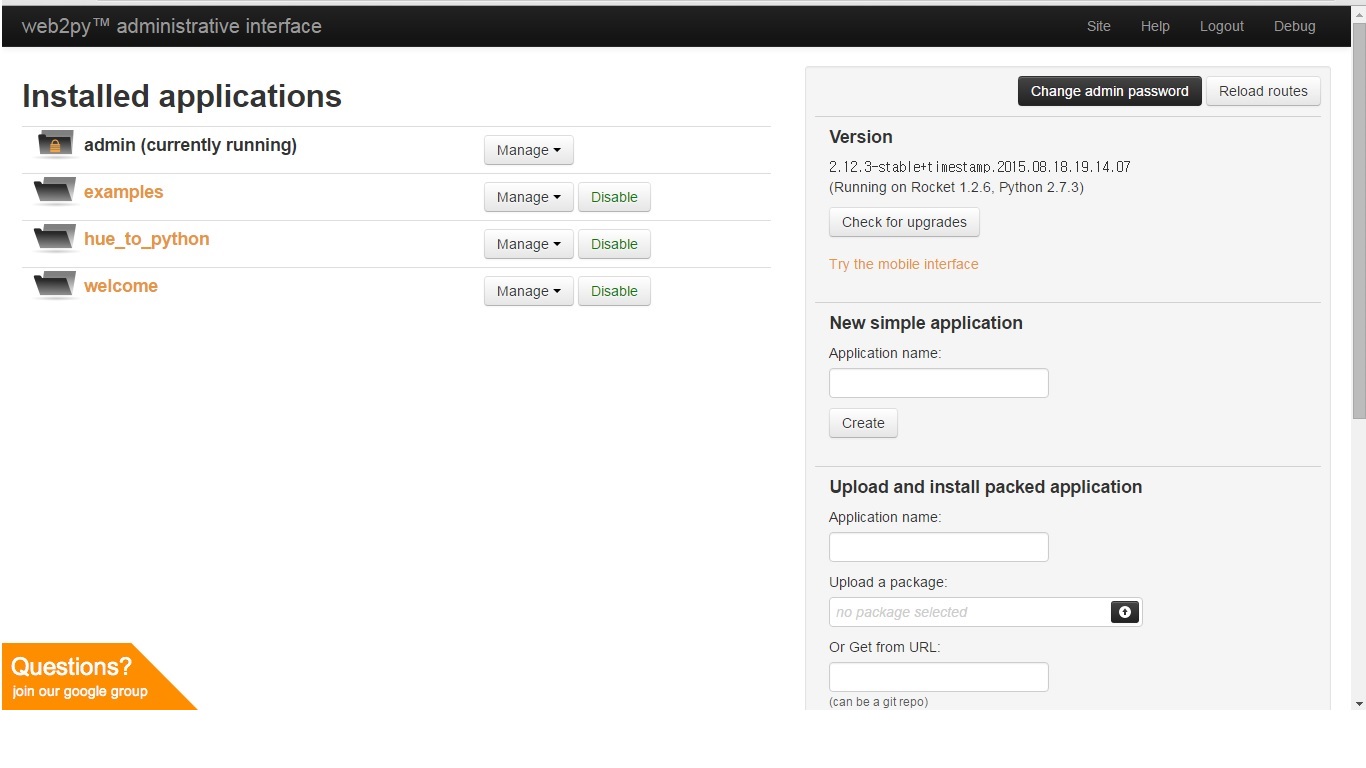 web2py™ administrative interface
Site Help Logout Debug
Installed applications
admin (currently running) Manage
examples Manage Disable
hue_to_python Manage Disable
welcome Manage Disable
Change admin password Reload routes
Version
2.12.3-stable+timestamp.2015.08.18.19.14.07
(Running on Rocket 1.2.6, Python 2.7.3)
Check for upgrades
Try the mobile interface
New simple application
Application name:
Create
Upload and install packed application
Application name:
Upload a package:
no package selected
Or Get from URL:
(can be a git repo)
Questions?
join our google group